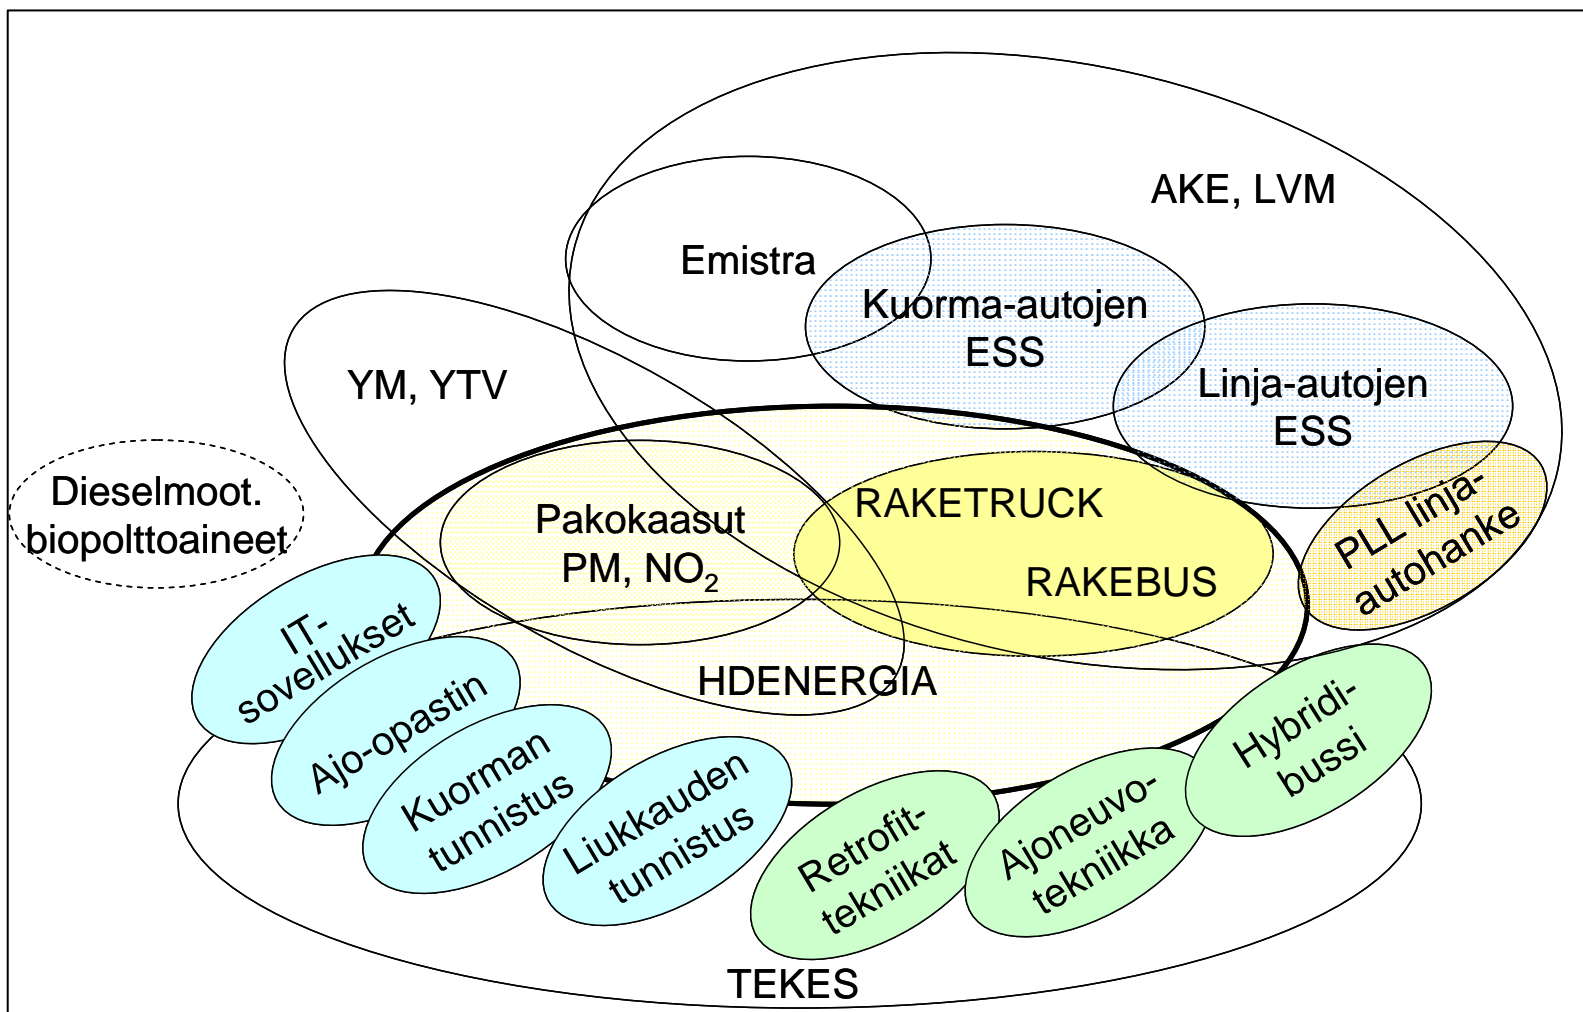 AKE, LVM
Emistra
Kuorma-autojen
ESS
YM, YTV
Linja-autojen
ESS
Dieselmoot.
biopolttoaineet
Pakokaasut
PM, NO₂
RAKETRUCK
RAKEBUS
PLL linja-
autohanke
HDENERGIA
IT-
sovellukset
Ajo-opastin
Kuorman
tunnistus
Liukkauden
tunnistus
Retrofit-
tekniikat
Ajoneuvo-
tekniikka
Hybridi-
bussi
TEKES